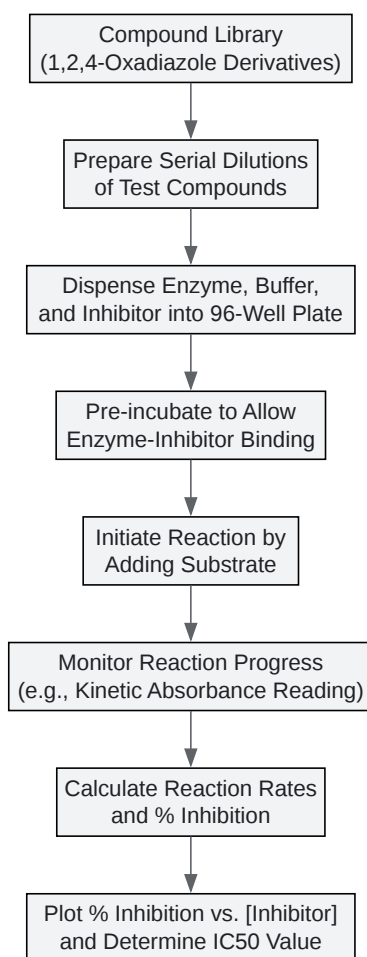 Compound Library
(1,2,4-Oxadiazole Derivatives)
Prepare Serial Dilutions
of Test Compounds
Dispense Enzyme, Buffer,
and Inhibitor into 96-Well Plate
Pre-incubate to Allow
Enzyme-Inhibitor Binding
Initiate Reaction by
Adding Substrate
Monitor Reaction Progress
(e.g., Kinetic Absorbance Reading)
Calculate Reaction Rates
and % Inhibition
Plot % Inhibition vs. [Inhibitor]
and Determine IC50 Value